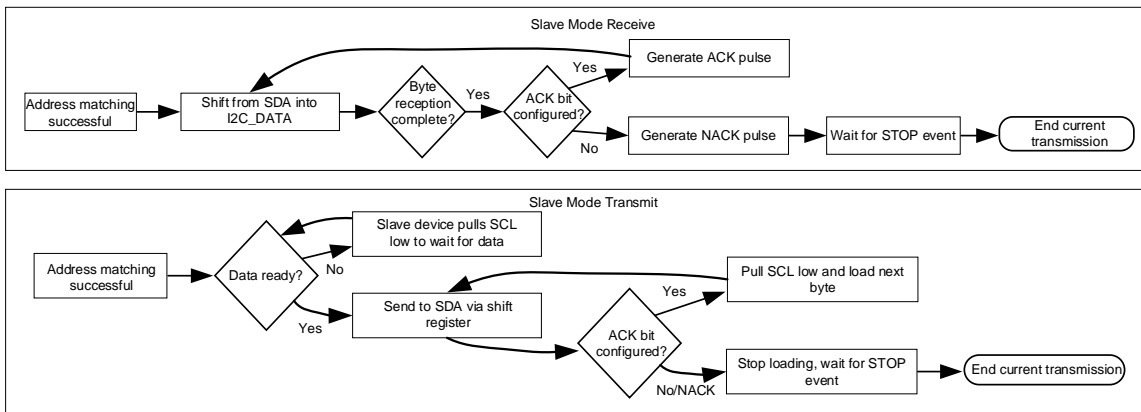 Slave Mode Receive
Generate ACK pulse
Yes
Byte
reception
complete?
Yes
ACK bit
configured?
Address matching
successful
Shift from SDA into
I2C_DATA
No
Generate NACK pulse
Wait for STOP event
End current
transmission
Slave Mode Transmit
Slave device pulls SCL
low to wait for data
No
Address matching
successful
Data ready?
Yes
Send to SDA via shift
register
Pull SCL low and load next
byte
Yes
ACK bit
configured?
No/NACK
Stop loading, wait for STOP
event
End current transmission